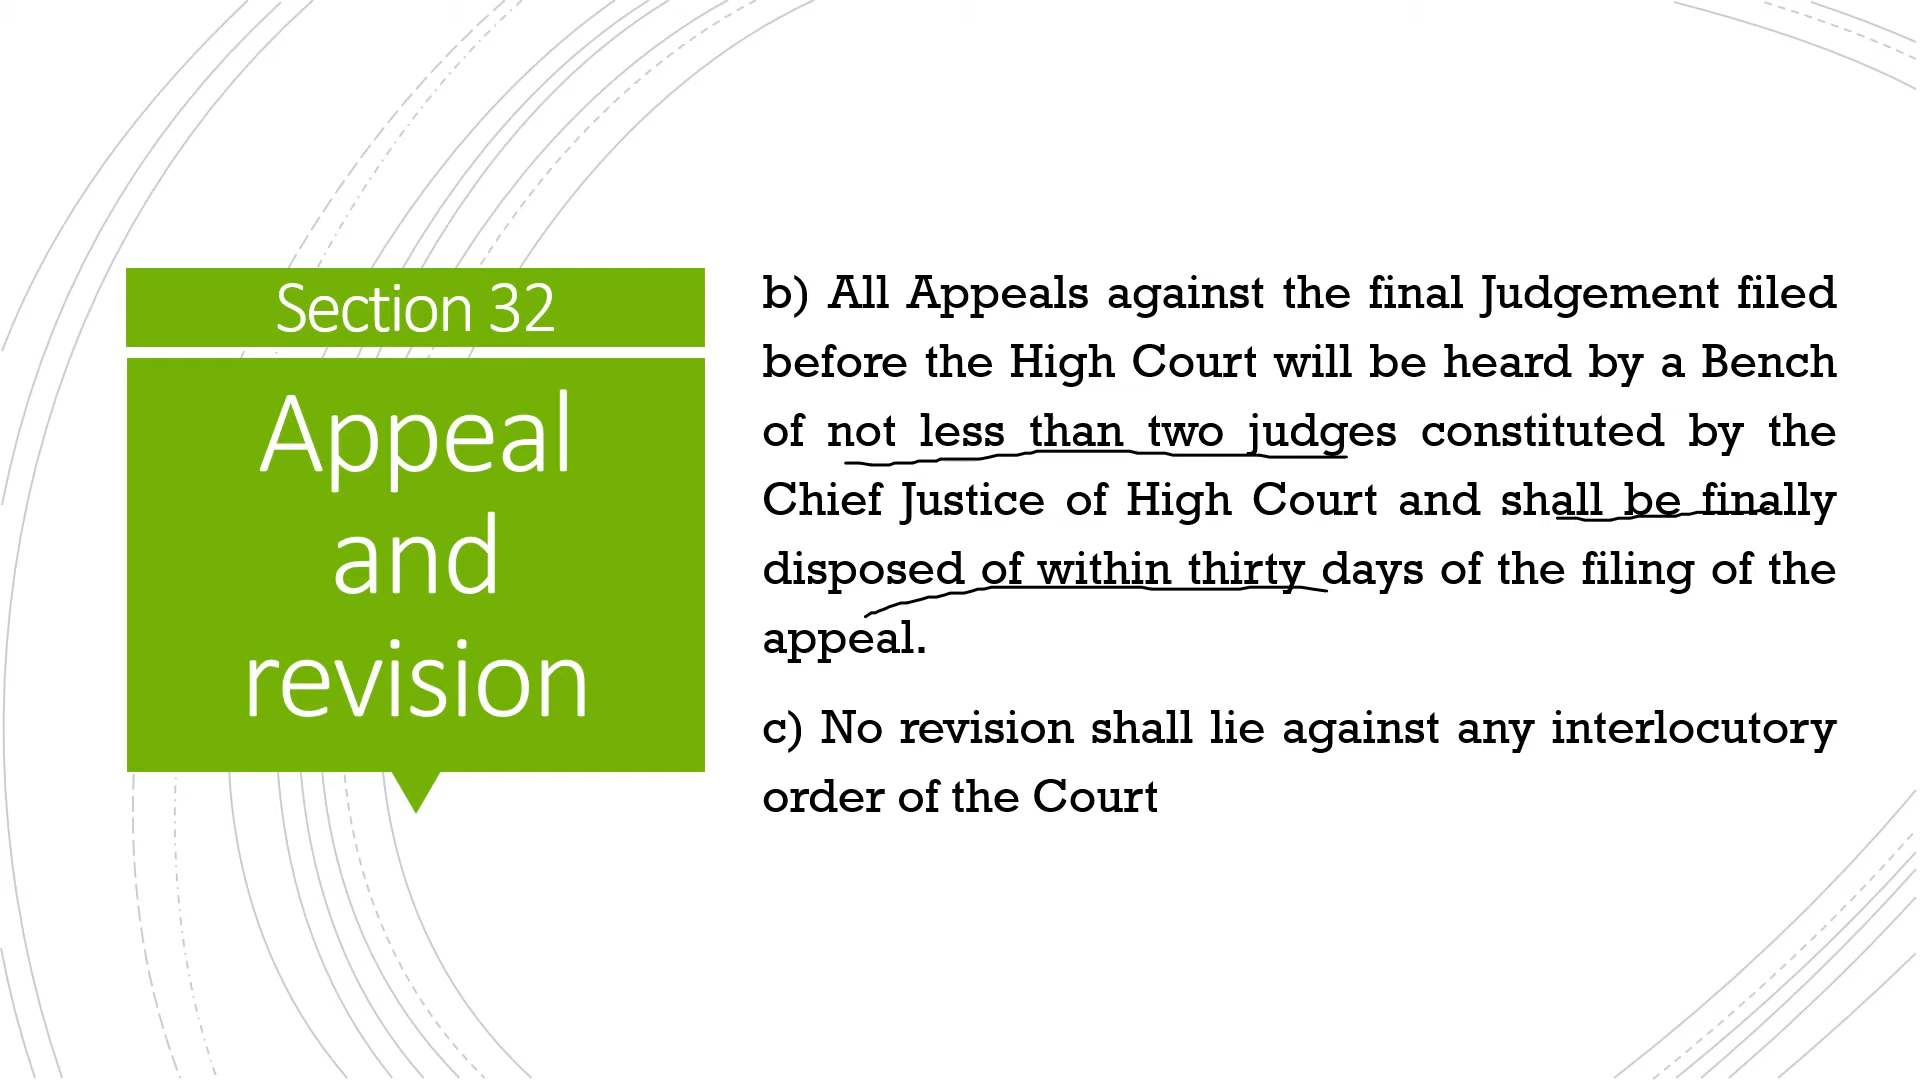 Section 32
Appeal
and
revision
b) All Appeals against the final Judgement filed
before the High Court will be heard by a Bench
of not less than two judges constituted by the
Chief Justice of High Court and shall be finally
disposed of within thirty days of the filing of the
appeal.
c) No revision shall lie against any interlocutory
order of the Court